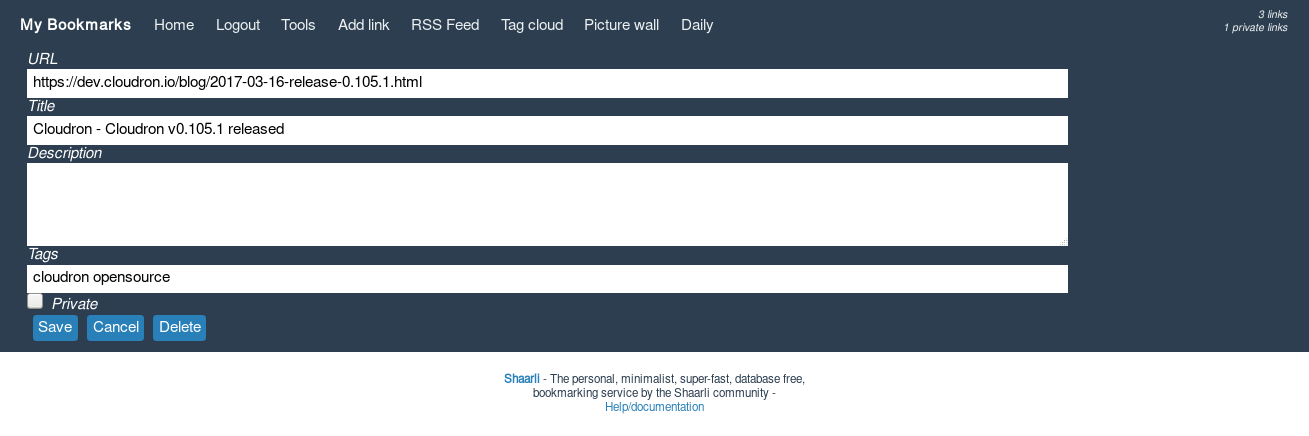 My Bookmarks Home Logout Tools Add link RSS Feed Tag cloud Picture wall Daily
3 links
1 private links
URL
https://dev.cloudron.io/blog/2017-03-16-release-0.105.1.html
Title
Cloudron - Cloudron v0.105.1 released
Description
Tags
cloudron opensource
Private
Save Cancel Delete
Shaarli - The personal, minimalist, super-fast, database free,
bookmarking service by the Shaarli community -
Help/documentation